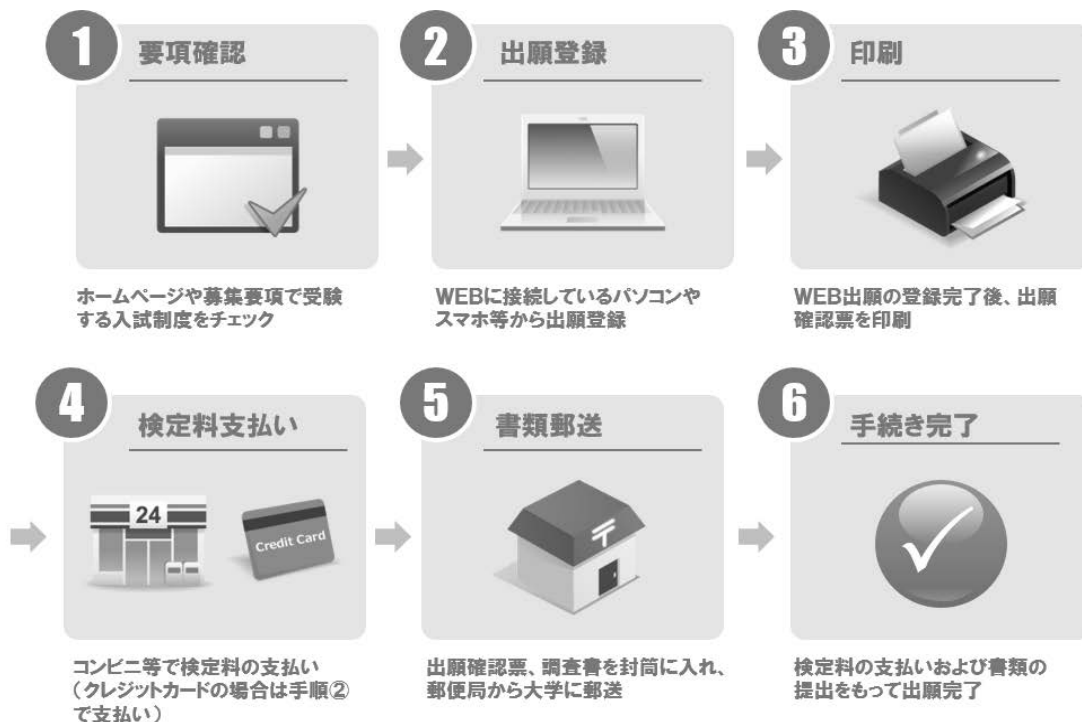 1
要項確認
ホームページや募集要項で受験
する入試制度をチェック
2
出願登録
WEBに接続しているパソコンや
スマホ等から出願登録
3
印刷
WEB出願の登録完了後、出願
確認票を印刷
4
検定料支払い
24
Credit Card
コンビニ等で検定料の支払い
（クレジットカードの場合は手順②
で支払い）
5
書類郵送
〒
出願確認票、調査書を封筒に入れ、
郵便局から大学に郵送
6
手続き完了
検定料の支払いおよび書類の
提出をもって出願完了